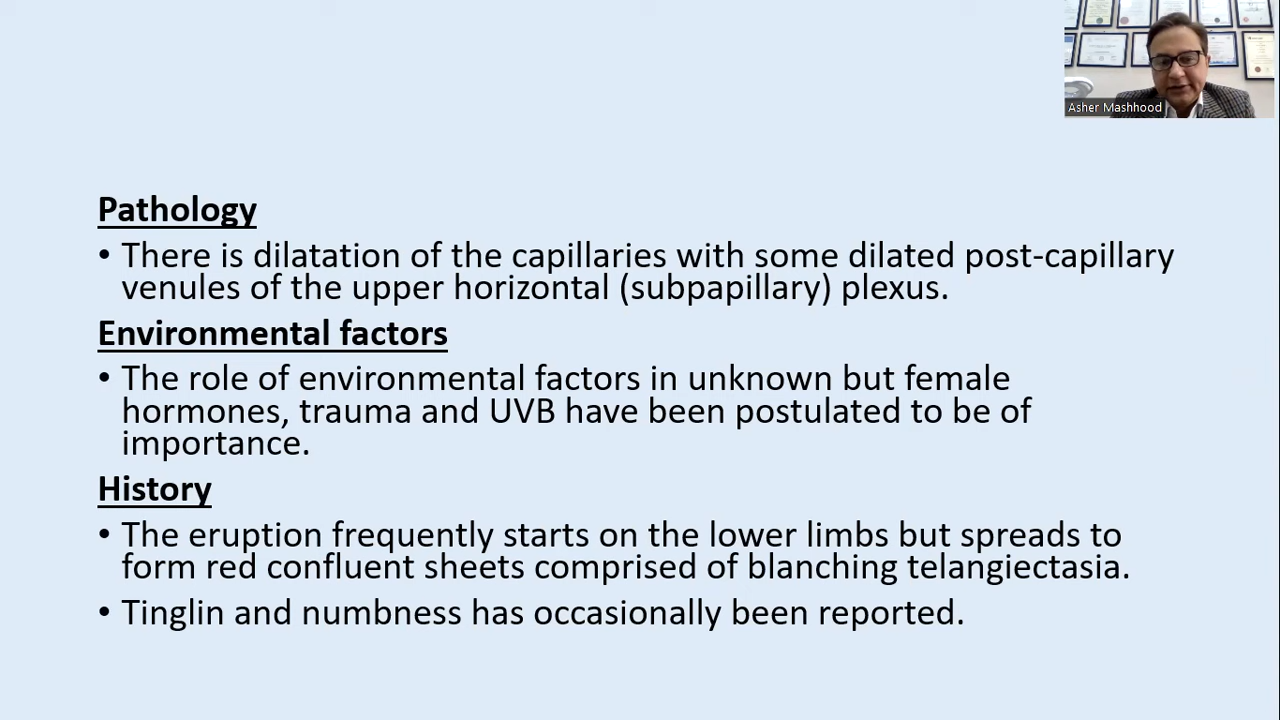 Asher Mashhood
Pathology
• There is dilatation of the capillaries with some dilated post-capillary
venules of the upper horizontal (subpapillary) plexus.
Environmental factors
• The role of environmental factors in unknown but female
hormones, trauma and UVB have been postulated to be of
importance.
History
• The eruption frequently starts on the lower limbs but spreads to
form red confluent sheets comprised of blanching telangiectasia.
• Tinglin and numbness has occasionally been reported.